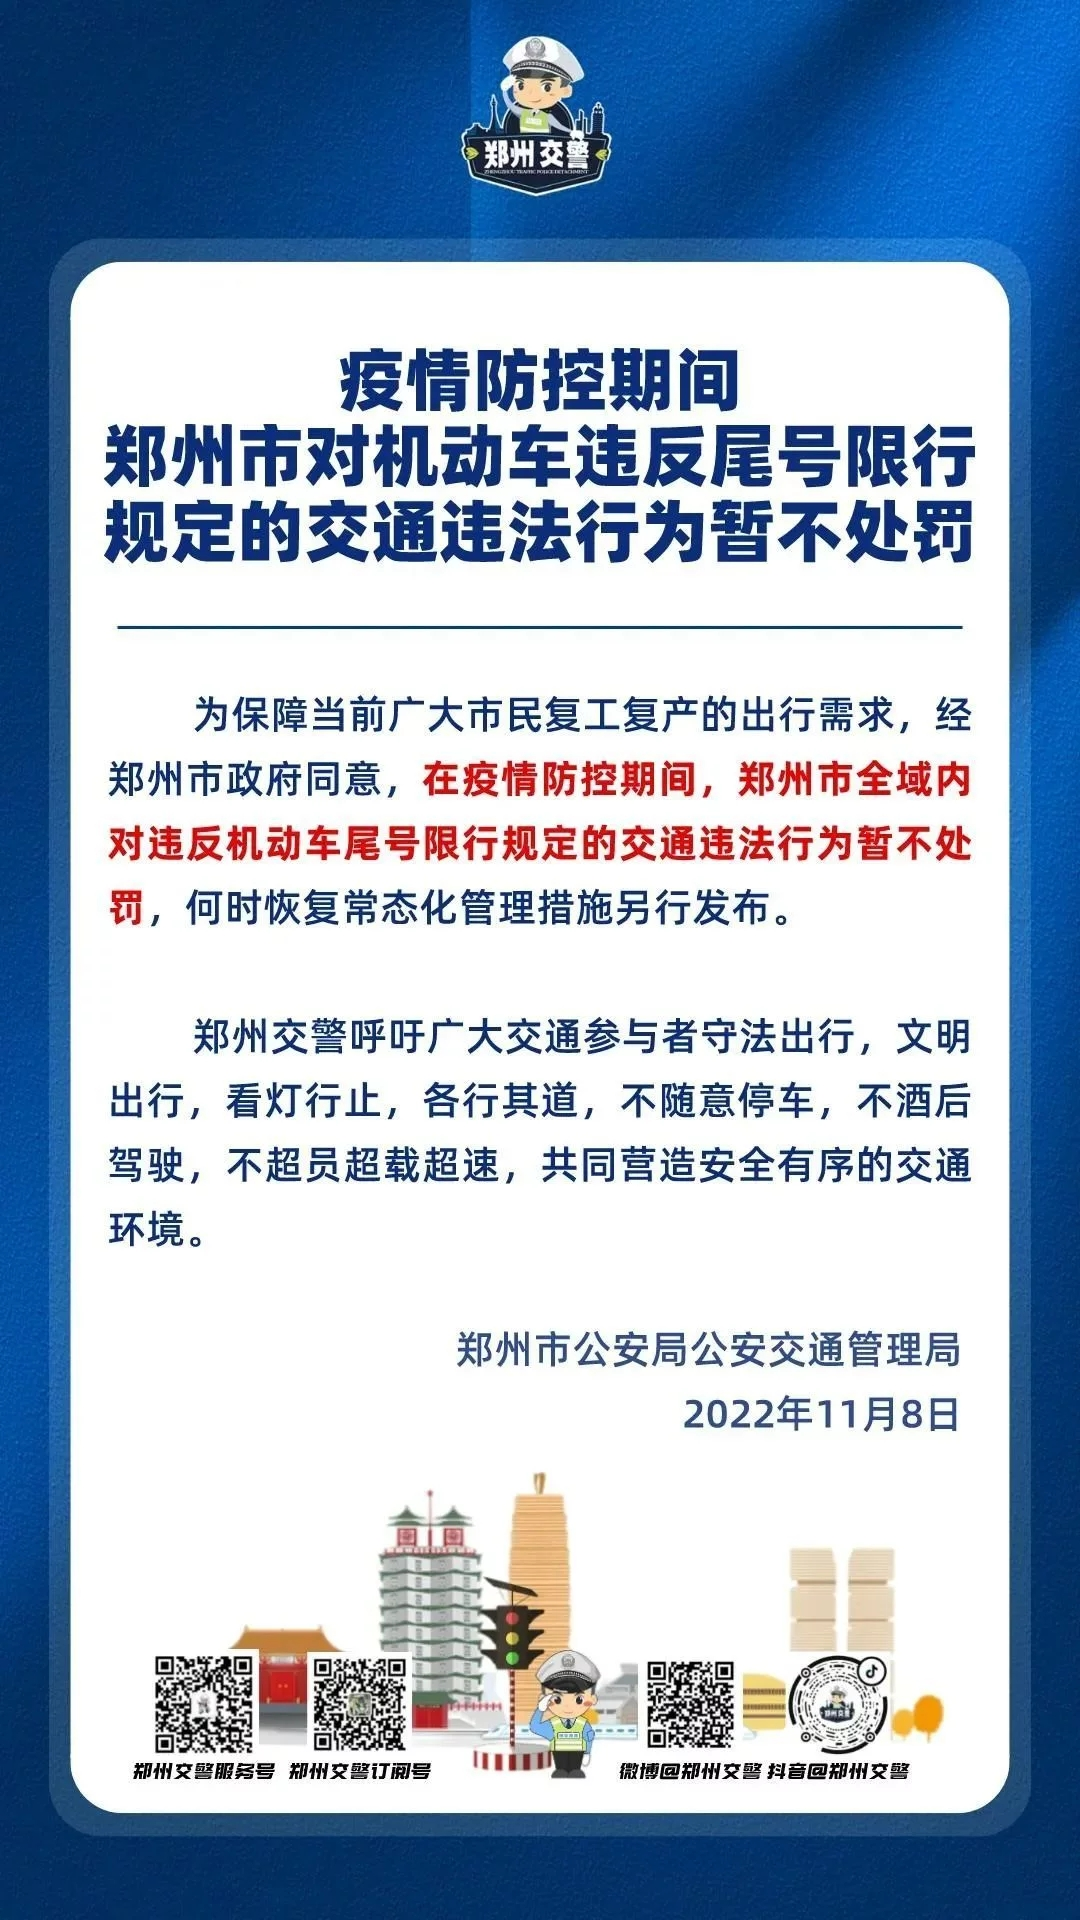 郑州交警
ZHENGZHOU TRAFFIC POLICE DETACHMENT
疫情防控期间
郑州市对机动车违反尾号限行
规定的交通违法行为暂不处罚
为保障当前广大市民复工复产的出行需求，经
郑州市政府同意，在疫情防控期间，郑州市全域内
对违反机动车尾号限行规定的交通违法行为暂不处
罚，何时恢复常态化管理措施另行发布。
郑州交警呼吁广大交通参与者守法出行，文明
出行，看灯行止，各行其道，不随意停车，不酒后
驾驶，不超员超载超速，共同营造安全有序的交通
环境。
郑州市公安局公安交通管理局
2022年11月8日
郑州交警
郑州交警服务号 郑州交警订阅号 微博@郑州交警 抖音@郑州交警